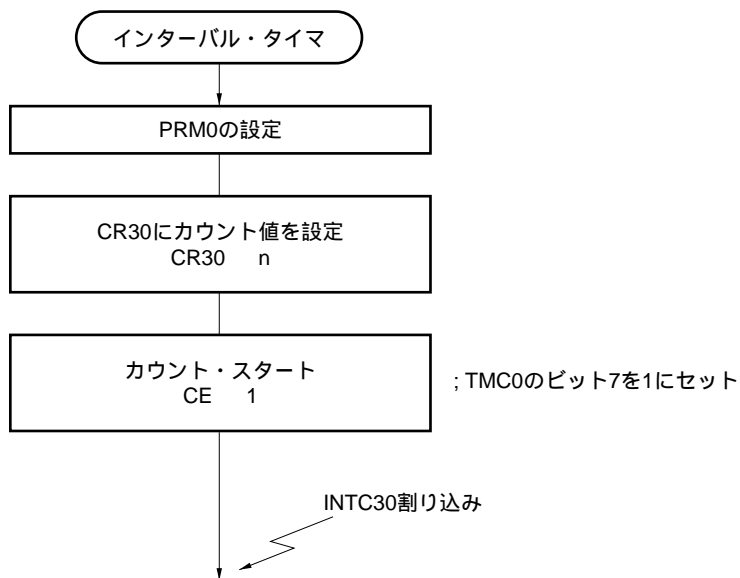 インターバル・タイマ
PRM0の設定
CR30にカウント値を設定
CR30 n
カウント・スタート
CE 1
; TMC0のビット7を1にセット
INTC30割り込み